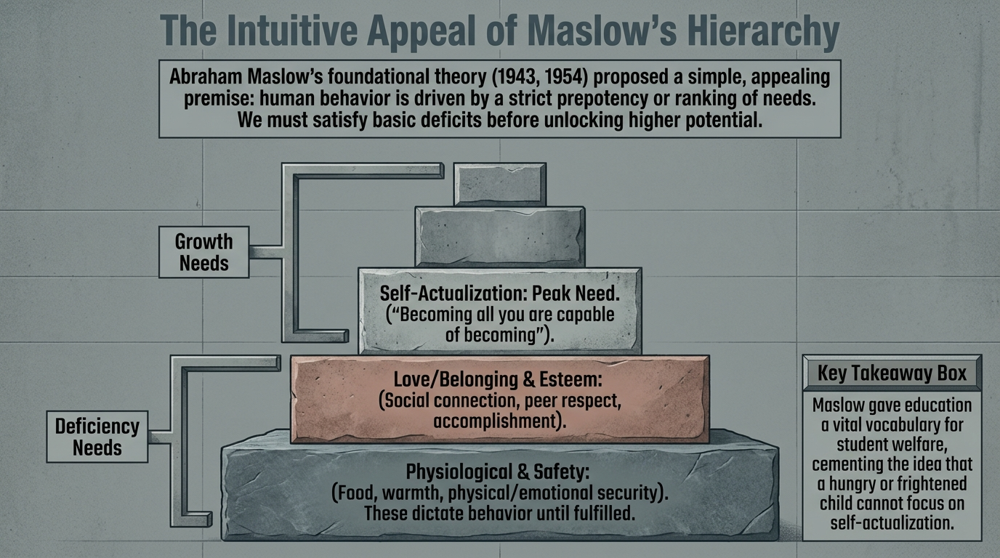 The Intuitive Appeal of Maslow's Hierarchy
Abraham Maslow's foundational theory (1943, 1954) proposed a simple, appealing
premise: human behavior is driven by a strict prepotency or ranking of needs.
We must satisfy basic deficits before unlocking higher potential.
Growth
Needs
Self-Actualization: Peak Need.
(“Becoming all you are capable
of becoming”).
Deficiency
Needs
Love/Belonging & Esteem:
(Social connection, peer respect,
accomplishment).
Physiological & Safety:
(Food, warmth, physical/emotional security).
These dictate behavior until fulfilled.
Key Takeaway Box
Maslow gave education
a vital vocabulary for
student welfare,
cementing the idea that
a hungry or frightened
child cannot focus on
self-actualization.